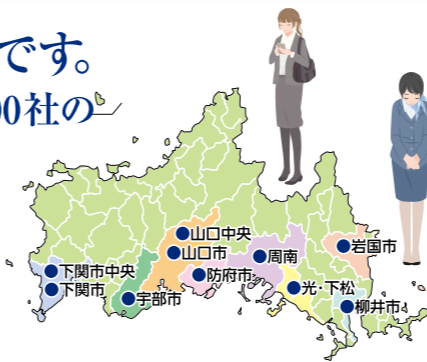 です。
00社の
山口中央
山口市
周南
岩国市
防府市
下関市中央
下関市
光・下松
宇部市
柳井市